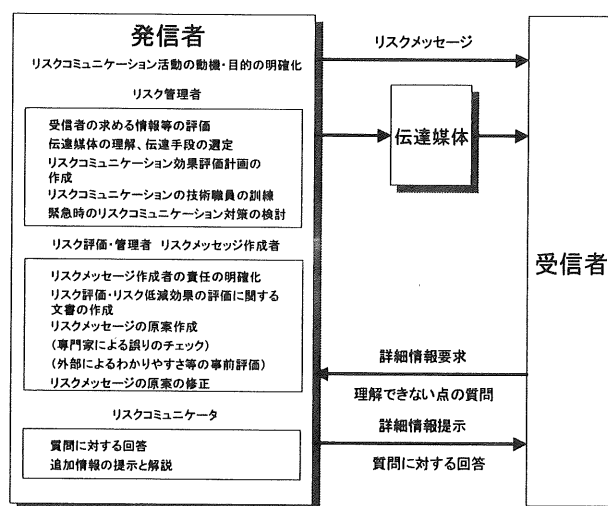 発信者
リスクコミュニケーション活動の動機・目的の明確化
リスク管理者
受信者の求める情報等の評価
伝達媒体の理解、伝達手段の選定
リスクコミュニケーション効果評価計画の
作成
リスクコミュニケーションの技術職員の訓練
緊急時のリスクコミュニケーション対策の検討
リスク評価・管理者 リスクメッセッジ作成者
リスクメッセージ作成者の責任の明確化
リスク評価・リスク低減効果の評価に関する
文書の作成
リスクメッセージの原案作成
(専門家による誤りのチェック)
(外部によるわかりやすさ等の事前評価)
リスクメッセージの原案の修正
リスクコミュニケータ
質問に対する回答
追加情報の提示と解説
リスクメッセージ
伝達媒体
詳細情報要求
理解できない点の質問
詳細情報提示
質問に対する回答
受信者